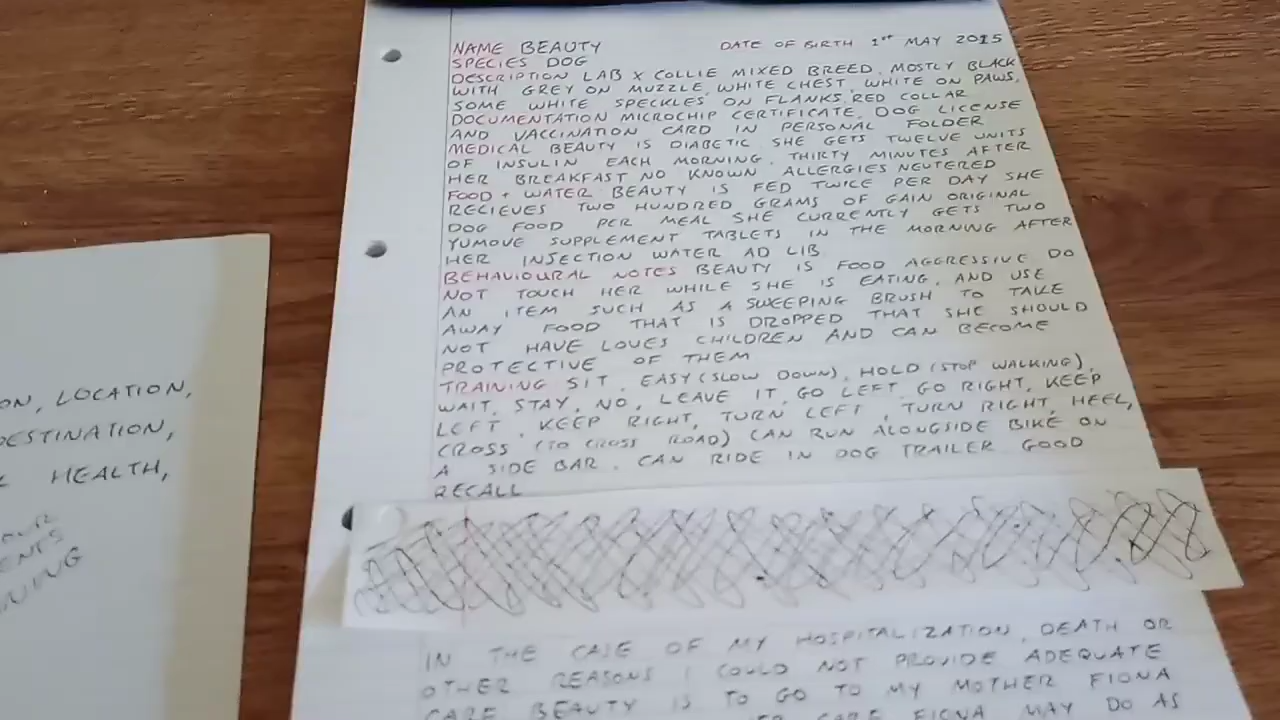 NAME BEAUTY DATE OF BIRTH 1ST MAY 2015
SPECIES DOG
DESCRIPTION LAB X COLLIE MIXED BREED, MOSTLY BLACK
WITH GREY ON MUZZLE, WHITE CHEST, WHITE ON PAWS,
SOME WHITE SPECKLES ON FLANKS, RED COLLAR
DOCUMENTATION MICROCHIP CERTIFICATE, DOG LICENSE
AND VACCINATION CARD IN PERSONAL FOLDER
MEDICAL BEAUTY IS DIABETIC SHE GETS TWELVE UNITS
OF INSULIN EACH MORNING, THIRTY MINUTES AFTER
HER BREAKFAST NO KNOWN ALLERGIES NEUTERED
FOOD + WATER BEAUTY IS FED TWICE PER DAY SHE
RECIEVES TWO HUNDRED GRAMS OF GAIN ORIGINAL
DOG FOOD PER MEAL SHE CURRENTLY GETS TWO
YUMOVE SUPPLEMENT TABLETS IN THE MORNING AFTER
HER INJECTION WATER AD LIB
BEHAVIOURAL NOTES BEAUTY IS FOOD AGGRESSIVE DO
NOT TOUCH HER WHILE SHE IS EATING, AND USE
AN ITEM SUCH AS A SWEEPING BRUSH TO TAKE
AWAY FOOD THAT IS DROPPED THAT SHE SHOULD
NOT HAVE LOVES CHILDREN AND CAN BECOME
PROTECTIVE OF THEM
TRAINING SIT, EASY (SLOW DOWN), HOLD (STOP WALKING),
WAIT, STAY, NO, LEAVE IT, GO LEFT, GO RIGHT, KEEP
LEFT, KEEP RIGHT, TURN LEFT, TURN RIGHT, HEEL,
CROSS (TO CROSS ROAD) CAN RUN ALONGSIDE BIKE ON
A SIDE BAR, CAN RIDE IN DOG TRAILER GOOD
RECALL
IN THE CASE OF MY HOSPITALIZATION, DEATH OR
OTHER REASONS I COULD NOT PROVIDE ADEQUATE
CARE BEAUTY IS TO GO TO MY MOTHER FIONA
CARE FIONA MAY DO AS
ON, LOCATION,
DESTINATION,
HEALTH,